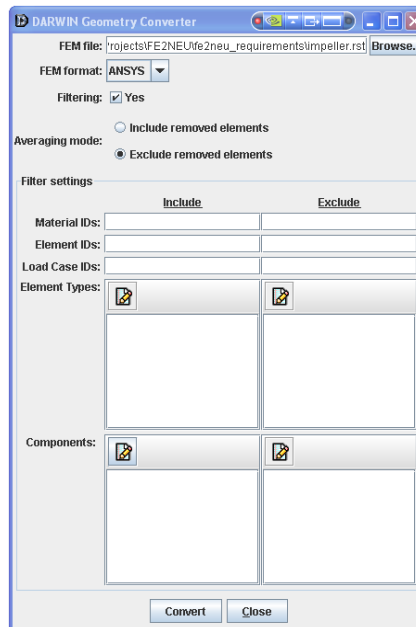 DARWIN Geometry Converter
FEM file: rojects\FE2NEU\fe2neu_requirements\impeller.rst Browse.
FEM format: ANSYS
Filtering: Yes
Averaging mode:
Include removed elements
Exclude removed elements
Filter settings
Include Exclude
Material IDs:
Element IDs:
Load Case IDs:
Element Types:
Components:
Convert Close